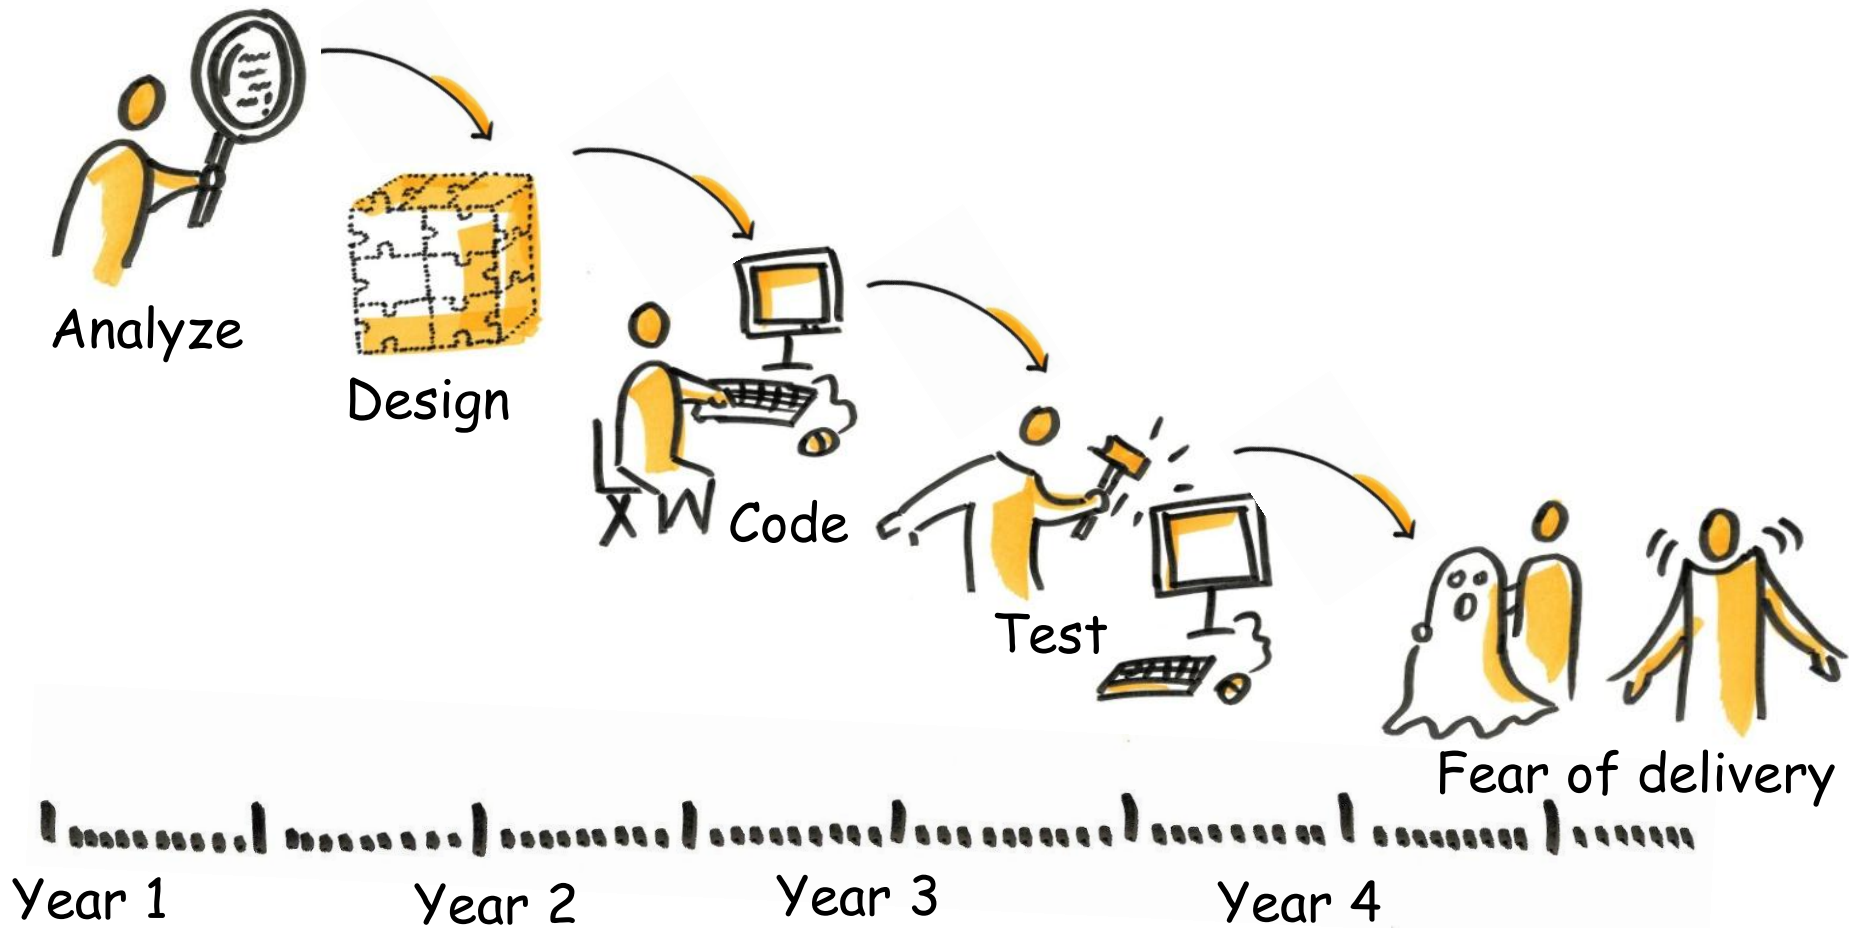 Analyze
Design
Code
Test
Fear of delivery
Year 1
Year 2
Year 3
Year 4